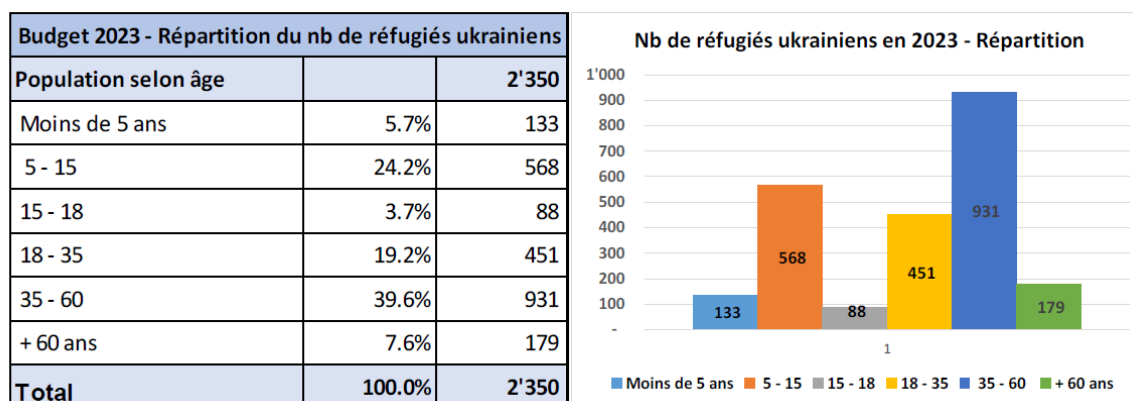 Budget 2023 - Répartition du nb de réfugiés ukrainiens
Population selon âge 2'350
Moins de 5 ans 5.7% 133
5 - 15 24.2% 568
15 - 18 3.7% 88
18 - 35 19.2% 451
35 - 60 39.6% 931
+ 60 ans 7.6% 179
Total 100.0% 2'350
Nb de réfugiés ukrainiens en 2023 - Répartition
1'000
900
800
700
600
500
400
300
200
100
-
133 568 88 451 931 179
1
Moins de 5 ans 5 - 15 15 - 18 18 - 35 35 - 60 + 60 ans